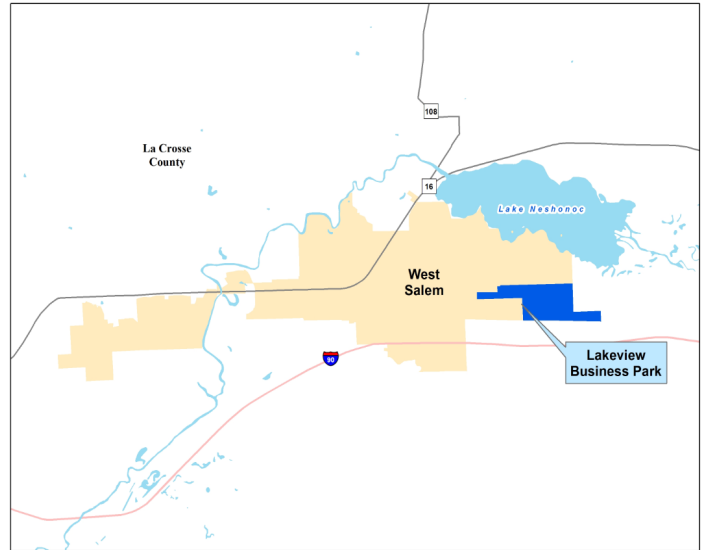 108
La Crosse
County
16
Lake Neshonoc
West
Salem
90
Lakeview
Business Park